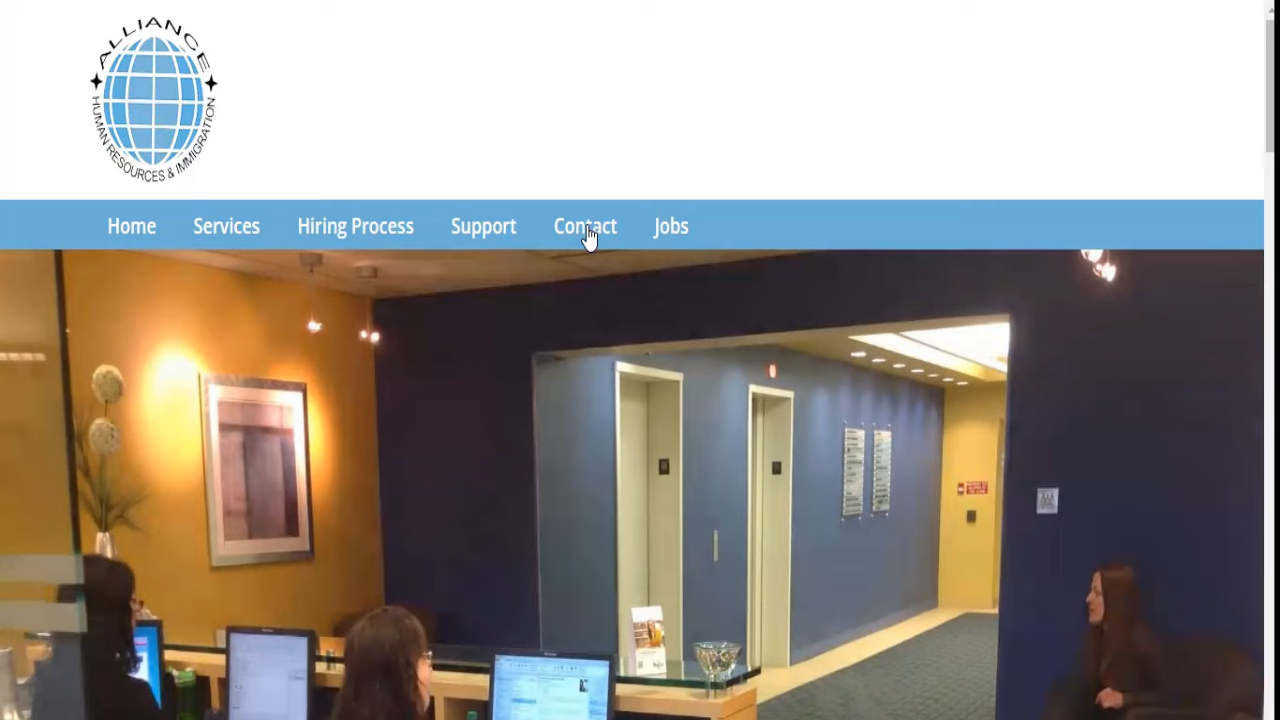 ALLIANCE
HUMAN RESOURCES & IMMIGRATION
Home Services Hiring Process Support Contact Jobs